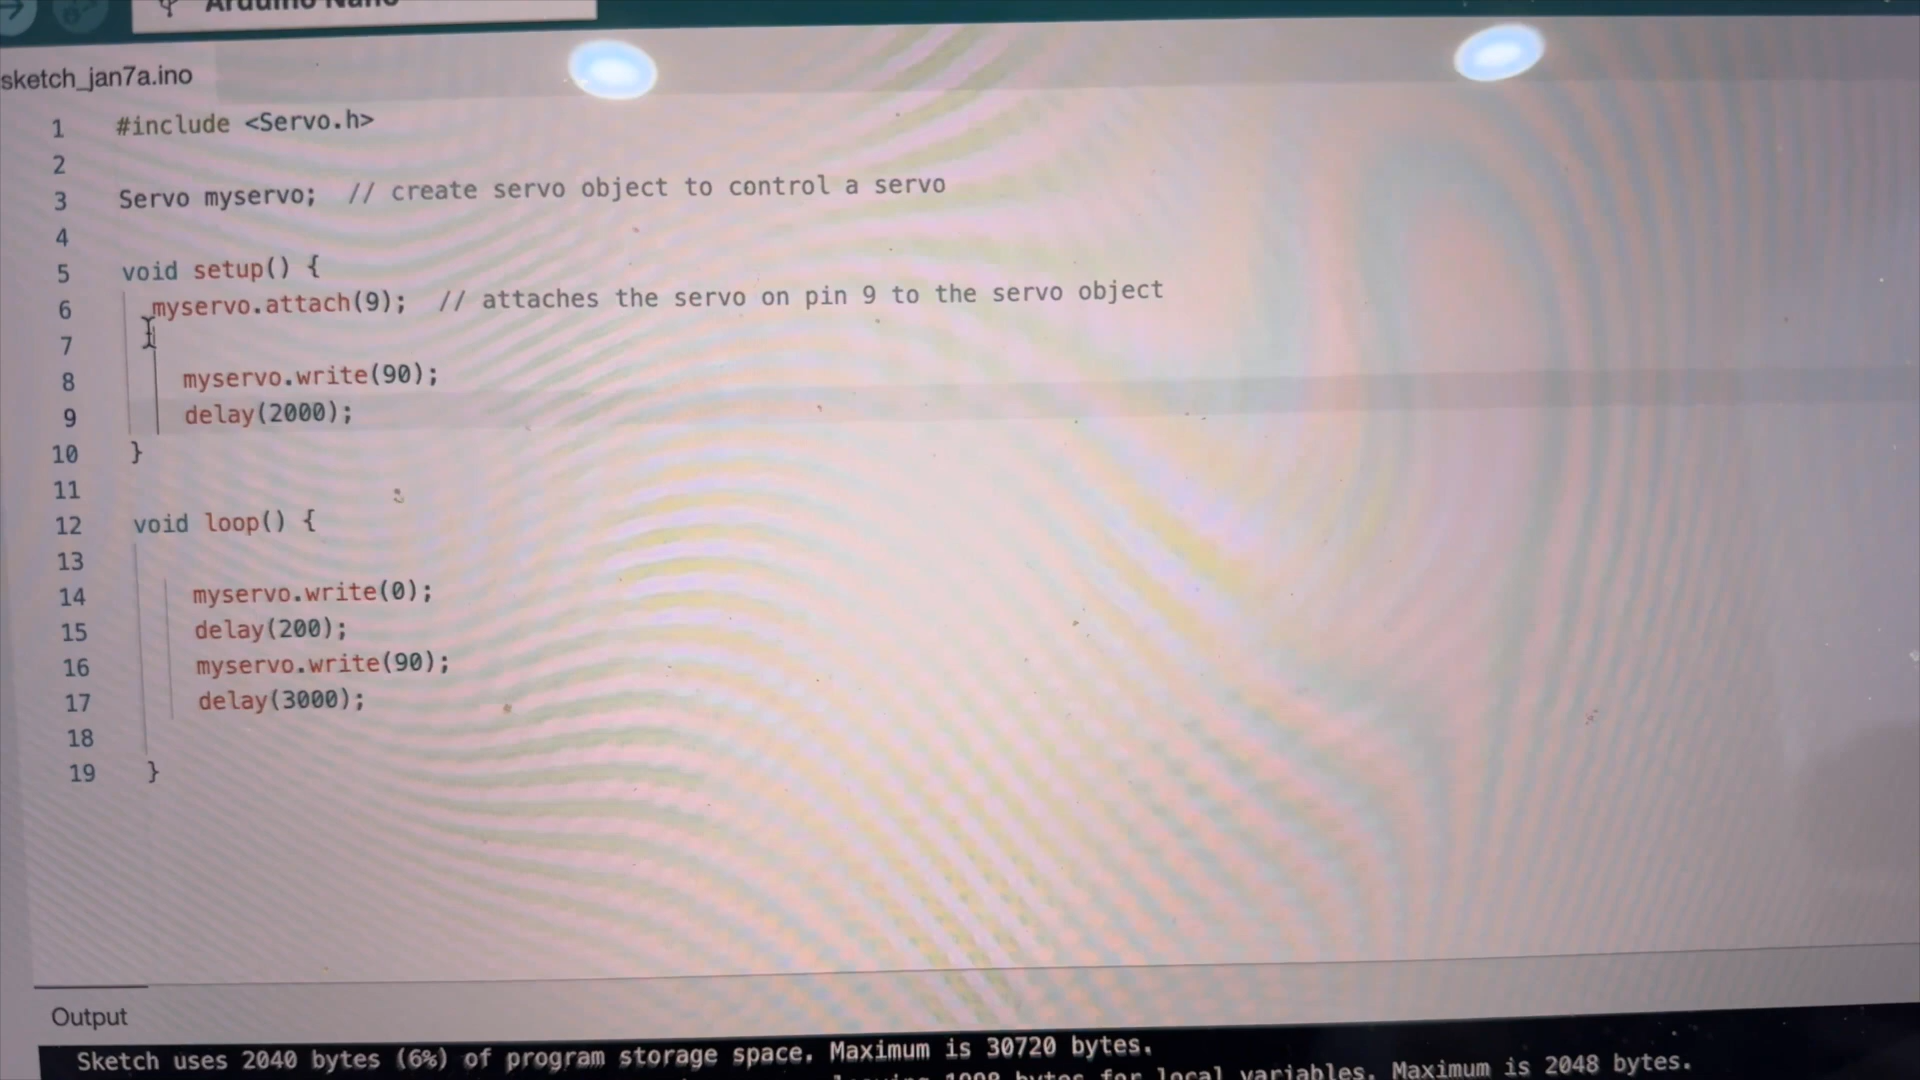 Arduino Nano
sketch_jan7a.ino
1 #include <Servo.h>
2
3 Servo myservo; // create servo object to control a servo
4
5 void setup() {
6 myservo.attach(9); // attaches the servo on pin 9 to the servo object
7
8 myservo.write(90);
9 delay(2000);
10 }
11
12 void loop() {
13
14 myservo.write(0);
15 delay(200);
16 myservo.write(90);
17 delay(3000);
18
19 }
Output
Sketch uses 2040 bytes (6%) of program storage space. Maximum is 30720 bytes.
bytes for local variables. Maximum is 2048 bytes.